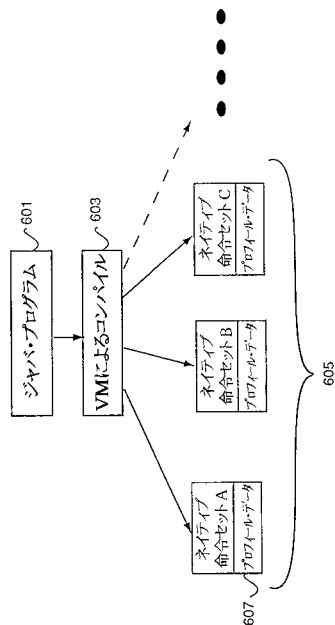 ジャバ・プログラム
601
VMによるコンパイル
603
ネイティブ
命令セットA
プロフィール・データ
ネイティブ
命令セットB
プロフィール・データ
ネイティブ
命令セットC
プロフィール・データ
607
605